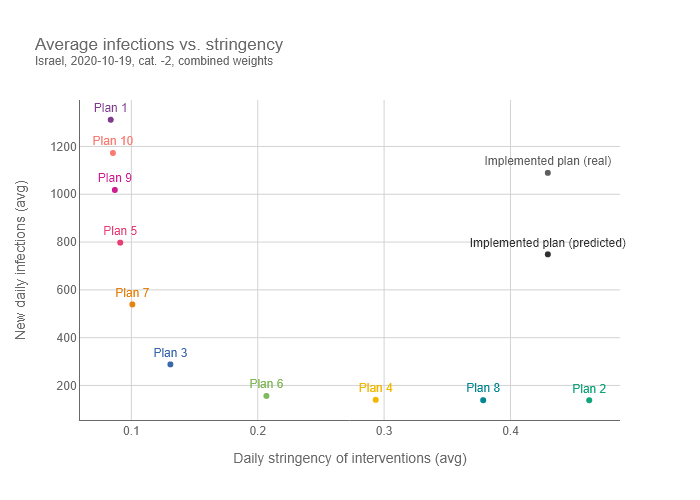 Average infections vs. stringency
Israel, 2020-10-19, cat. -2, combined weights
Plan 1
Plan 10
Plan 9
Plan 5
Plan 7
Plan 3
Plan 6
Plan 4
Plan 8
Plan 2
Implemented plan (real)
Implemented plan (predicted)
New daily infections (avg)
1200
1000
800
600
400
200
0.1
0.2
0.3
0.4
Daily stringency of interventions (avg)